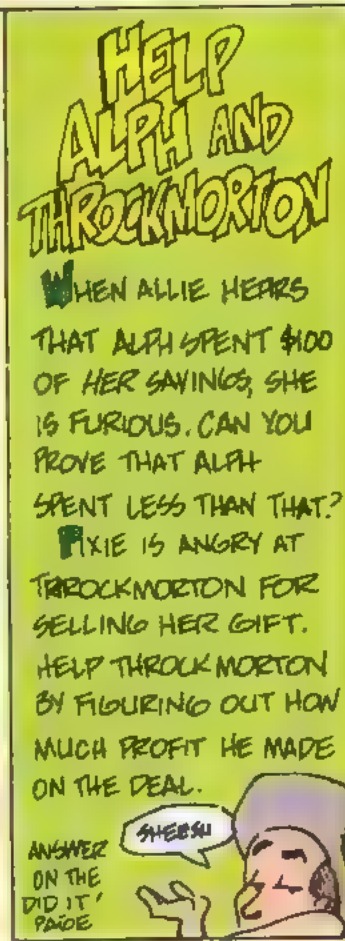 HELP
ALPH AND
THROCKMORTON
WHEN ALLIE HEARS
THAT ALPH SPENT $100
OF HER SAVINGS, SHE
IS FURIOUS. CAN YOU
PROVE THAT ALPH
SPENT LESS THAN THAT?
PIXIE IS ANGRY AT
THROCKMORTON FOR
SELLING HER GIFT.
HELP THROCKMORTON
BY FIGURING OUT HOW
MUCH PROFIT HE MADE
ON THE DEAL.
SHEESH
ANSWER
ON THE
DID IT'
PAGE